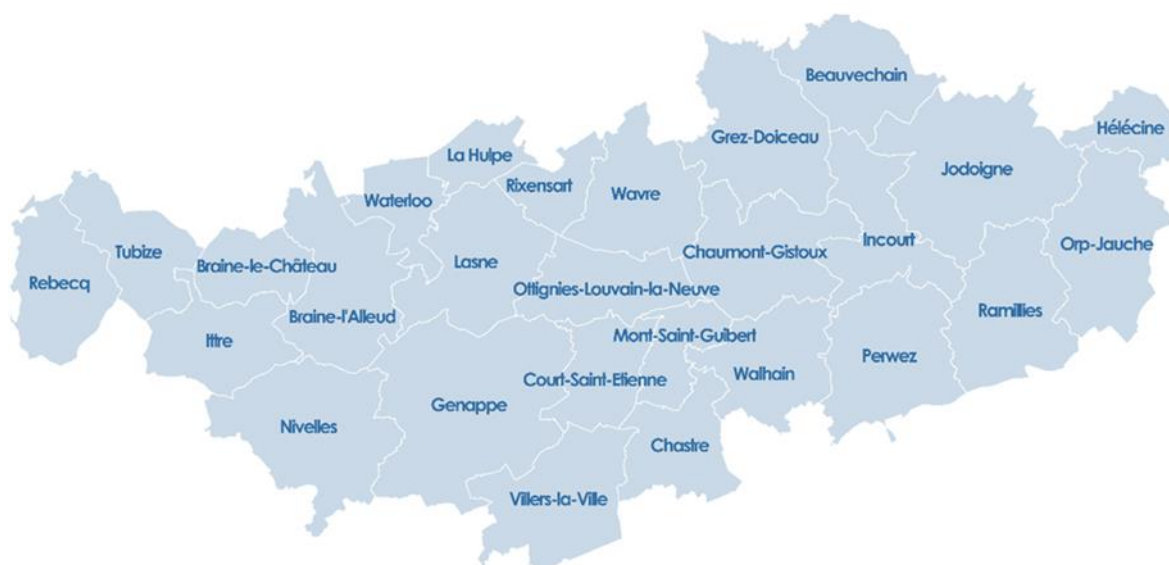 Beauvechain
Hélécine
Grez-Doiceau
La Hulpe
Jodoigne
Rixensart
Wavre
Waterloo
Incourt
Orp-Jauche
Tubize
Chaumont-Gistoux
Braine-le-Château
Lasne
Rebecq
Ottignies-Louvain-la-Neuve
Ramillies
Braine-l'Alleud
Mont-Saint-Guibert
Ittre
Perwez
Walhain
Court-Saint-Etienne
Genappe
Nivelles
Chastre
Villers-la-Ville